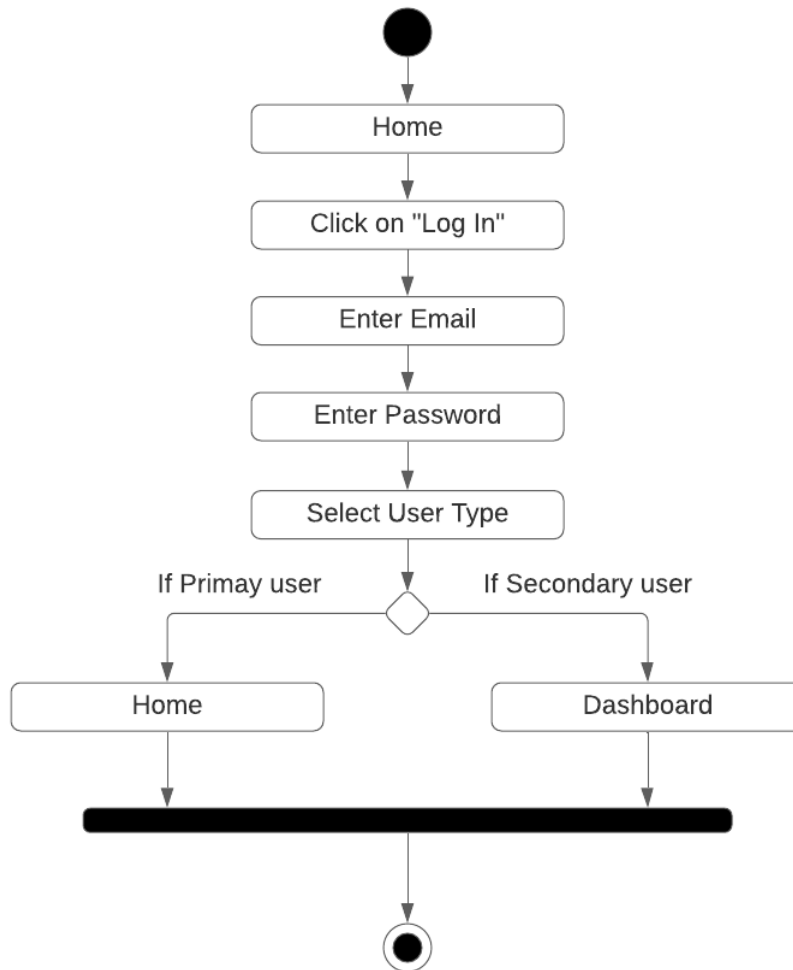 Home
Click on "Log In"
Enter Email
Enter Password
Select User Type
If Primay user
If Secondary user
Home
Dashboard